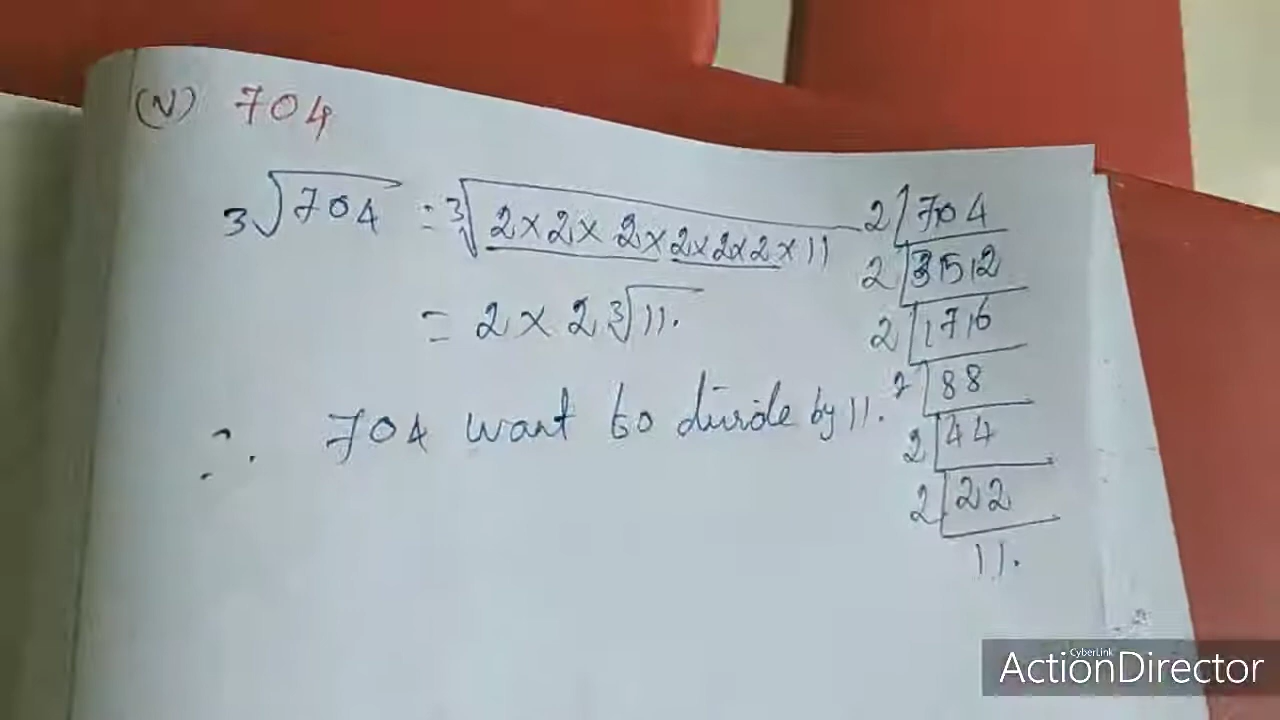 (v) 704
3√704 = 3√2×2×2×2×2×2×11
= 2×2 3√11.
∴ 704 want to divide by 11.
2 704
2 352
2 176
2 88
2 44
2 22
11.
CyberLink
ActionDirector